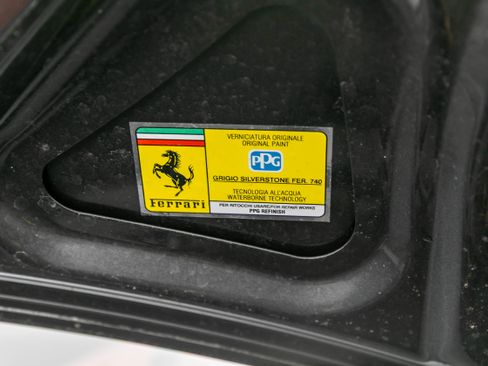 VERNICIATURA ORIGINALE
ORIGINAL PAINT
PPG
GRIGIO SILVERSTONE FER. 740
TECNOLOGIA ALL'ACQUA
WATERBORNE TECHNOLOGY
Ferrari
PER RITOCCHI USARE/FOR REPAIR WORKS
PPG REFINISH